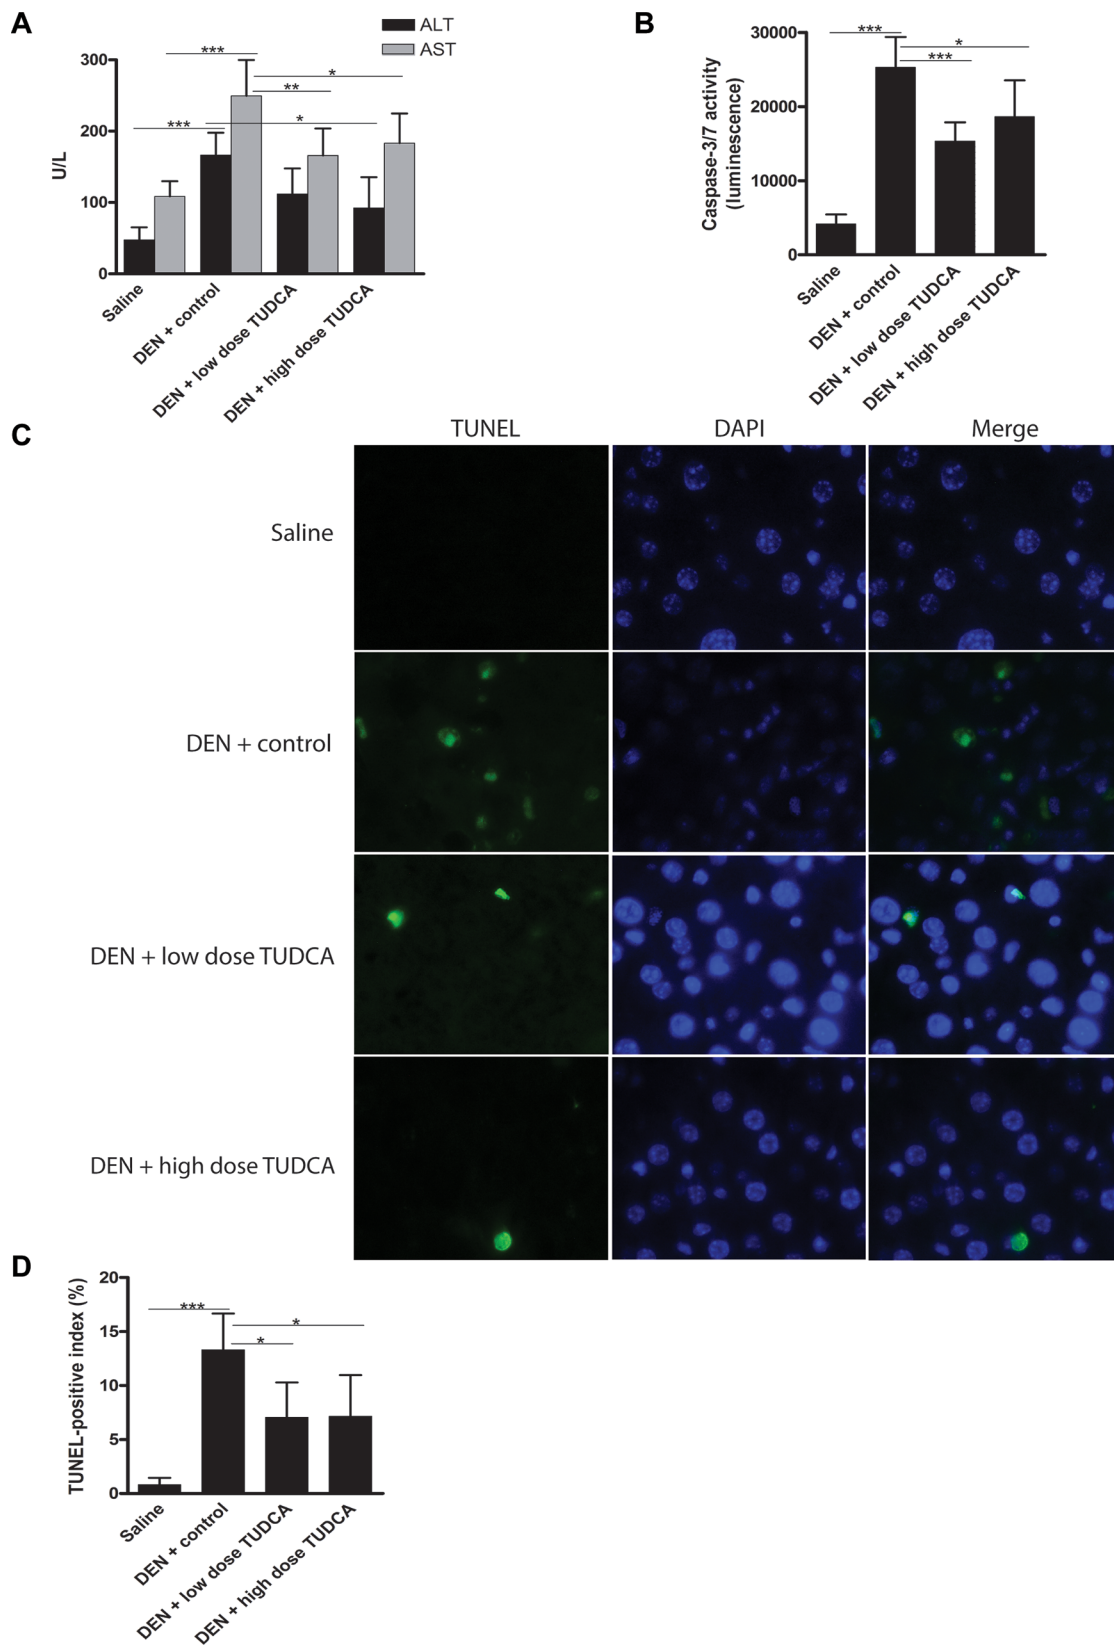 A
ALT
AST
***
*
**
***
*
300
200
100
0
U/L
Saline
DEN + control
DEN + low dose TUDCA
DEN + high dose TUDCA
B
***
*
***
30000
20000
10000
0
Caspase-3/7 activity
(luminescence)
Saline
DEN + control
DEN + low dose TUDCA
DEN + high dose TUDCA
C
TUNEL DAPI Merge
Saline
DEN + control
DEN + low dose TUDCA
DEN + high dose TUDCA
D
***
*
*
20
15
10
5
0
TUNEL-positive index (%)
Saline
DEN + control
DEN + low dose TUDCA
DEN + high dose TUDCA